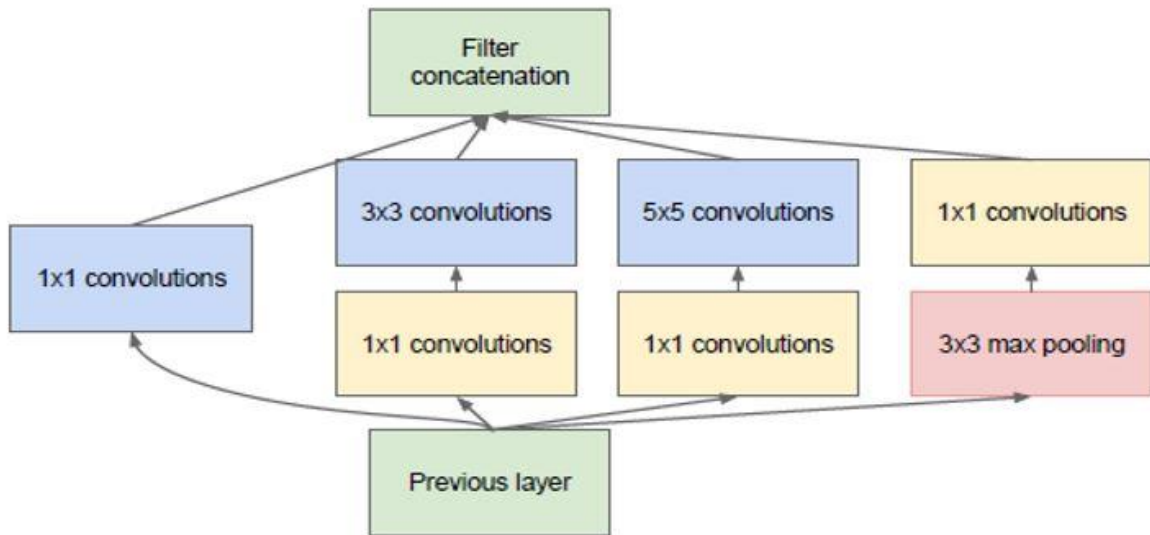 Filter
concatenation
3x3 convolutions
5x5 convolutions
1x1 convolutions
1x1 convolutions
1x1 convolutions
1x1 convolutions
3x3 max pooling
Previous layer